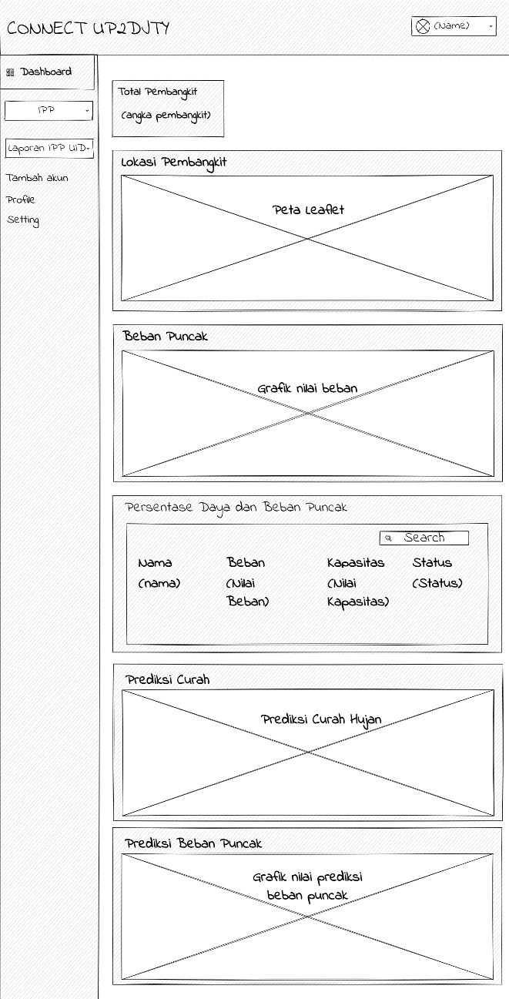 CONNECT UP2DJTY
(Name)
Dashboard
IPP
Laporan IPP UID
Tambah akun
Profile
Setting
Total Pembangkit
(angka pembangkit)
Lokasi Pembangkit
Peta Leaflet
Beban Puncak
Grafik nilai beban
Persentase Daya dan Beban Puncak
Search
Nama Beban Kapasitas Status
(nama) (Nilai (Nilai (Status)
Beban) Kapasitas)
Prediksi Curah
Prediksi Curah Hujan
Prediksi Beban Puncak
Grafik nilai prediksi
beban puncak